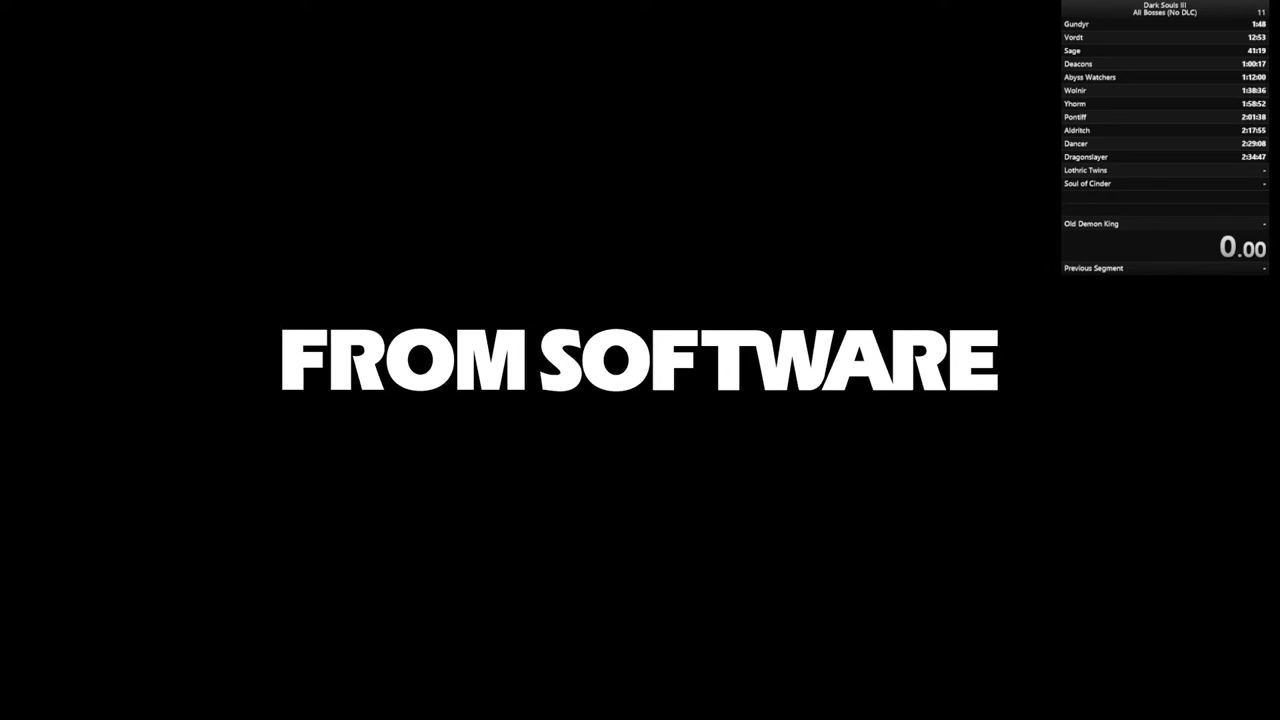 Dark Souls III
All Bosses (No DLC) 11
Gundyr 1:48
Vordt 12:53
Sage 41:19
Deacons 1:00:17
Abyss Watchers 1:12:00
Wolnir 1:38:36
Yhorm 1:58:52
Pontiff 2:01:38
Aldritch 2:17:55
Dancer 2:29:08
Dragonslayer 2:34:47
Lothric Twins -
Soul of Cinder -
Old Demon King -
0.00
Previous Segment -
FROM SOFTWARE